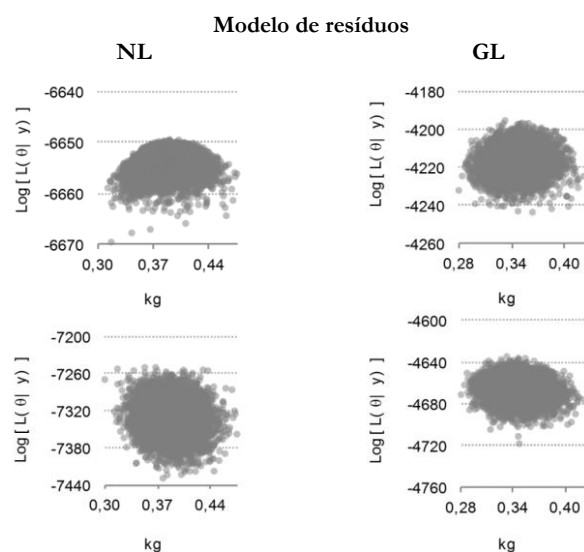 Modelo de resíduos
NL
GL
-6640
-6650
-6660
-6670
Log [ L( θ| y) ]
0,30 0,37 0,44
kg
-4180
-4200
-4220
-4240
-4260
Log [ L( θ| y) ]
0,28 0,34 0,40
kg
-7200
-7260
-7320
-7380
-7440
Log [ L( θ| y) ]
0,30 0,37 0,44
kg
-4600
-4640
-4680
-4720
-4760
Log [ L( θ| y) ]
0,28 0,34 0,40
kg